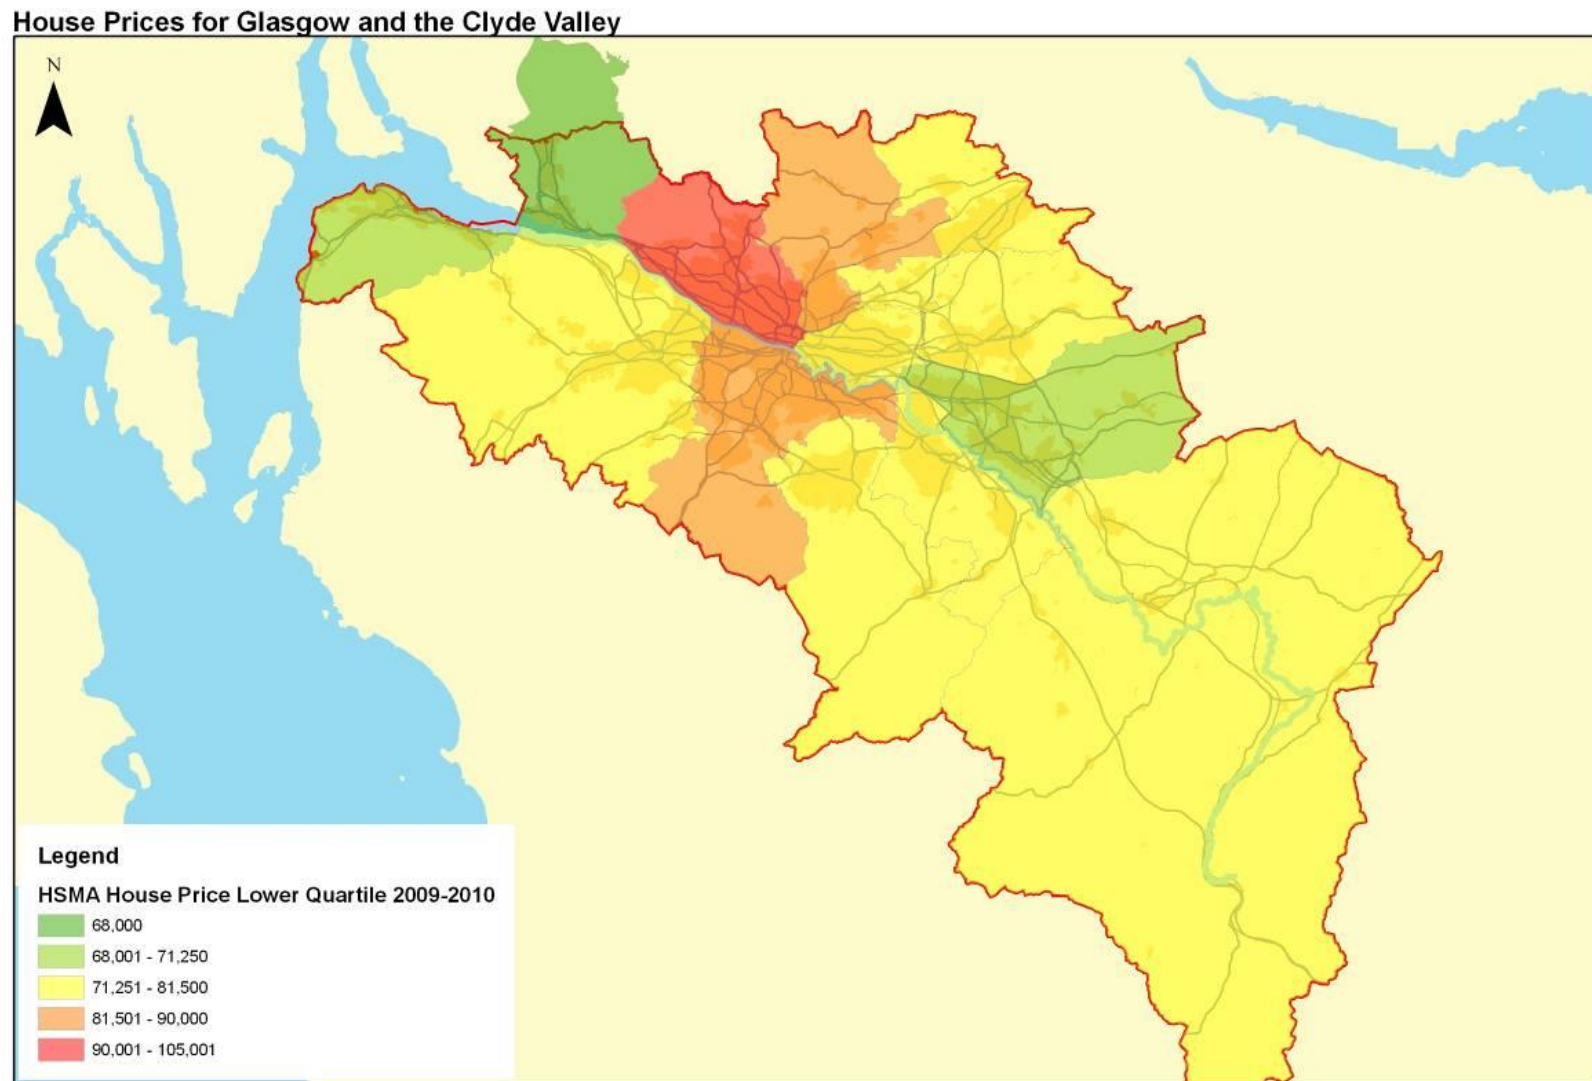 House Prices for Glasgow and the Clyde Valley
N
Legend
HSMA House Price Lower Quartile 2009-2010
68,000
68,001 - 71,250
71,251 - 81,500
81,501 - 90,000
90,001 - 105,001